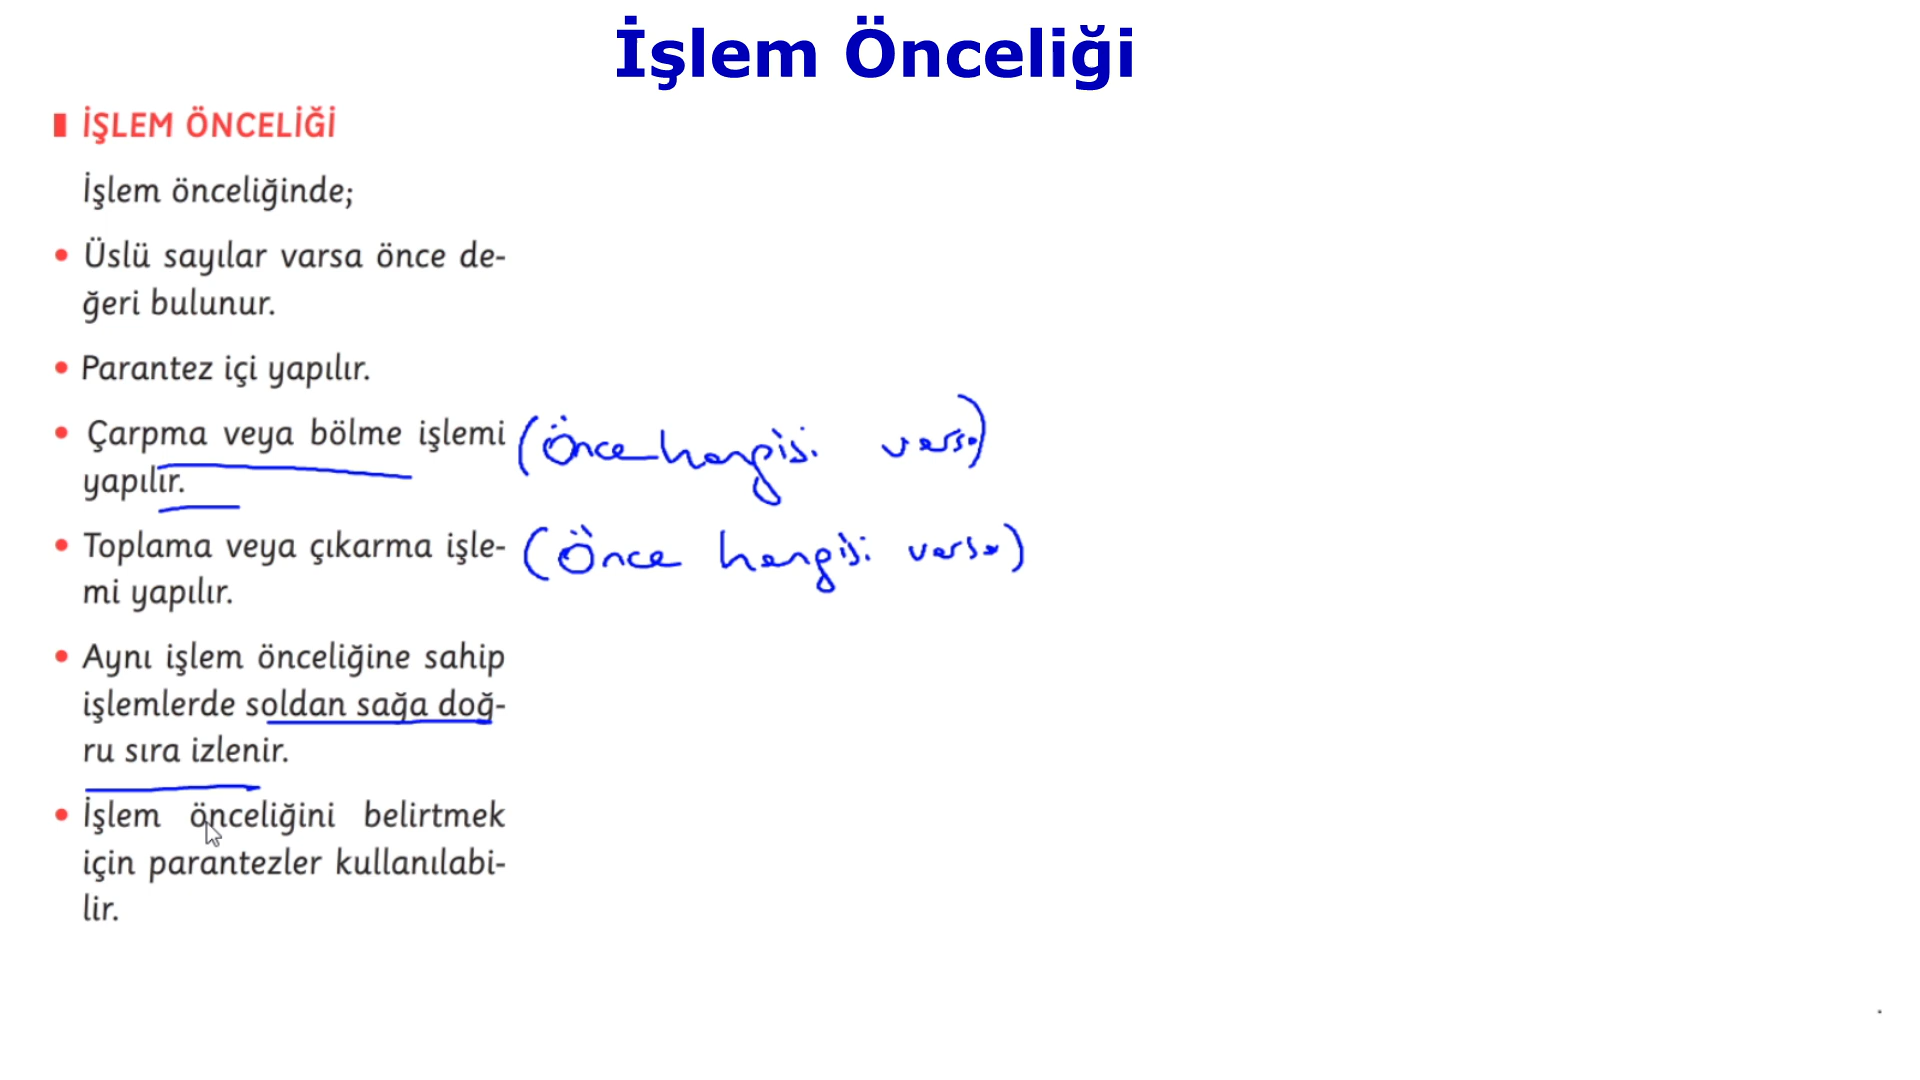 İşlem Önceliği
İŞLEM ÖNCELİĞİ
İşlem önceliğinde;
• Üslü sayılar varsa önce de-
ğeri bulunur.
• Parantez içi yapılır.
• Çarpma veya bölme işlemi (Önce hangisi varsa)
yapılır.
• Toplama veya çıkarma işle- (Önce hangisi varsa)
mi yapılır.
• Aynı işlem önceliğine sahip
işlemlerde soldan sağa doğ-
ru sıra izlenir.
• İşlem önceliğini belirtmek
için parantezler kullanılabi-
lir.